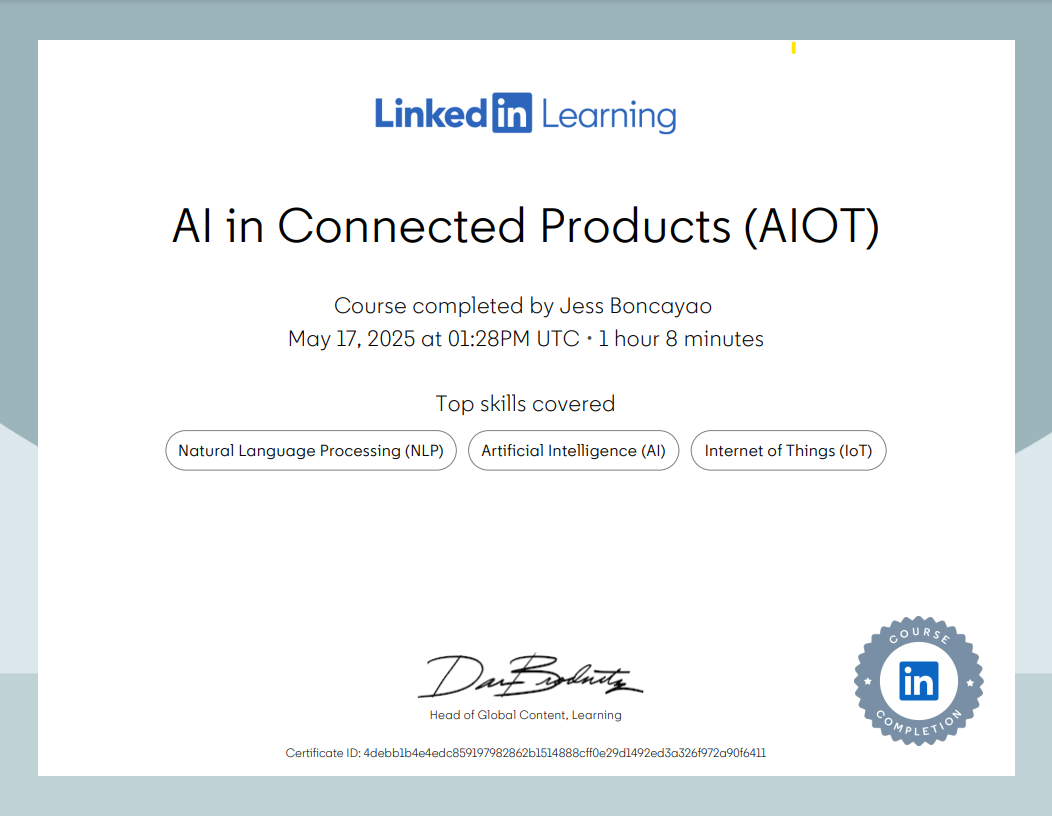 Linkedin Learning
AI in Connected Products (AIOT)
Course completed by Jess Boncayao
May 17, 2025 at 01:28PM UTC • 1 hour 8 minutes
Top skills covered
Natural Language Processing (NLP)
Artificial Intelligence (AI)
Internet of Things (IoT)
Dan Brodnitz
Head of Global Content, Learning
Certificate ID: 4debb1b4e4edc859197982862b1514888cff0e29d1492ed3a326f972a90f6411
COURSE
in
COMPLETION